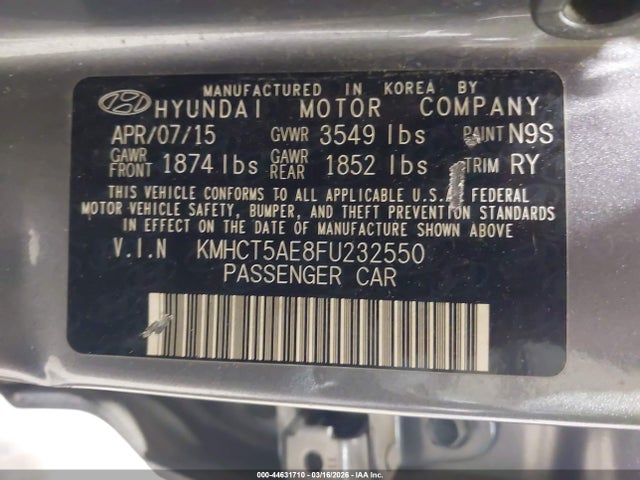 MANUFACTURED IN KOREA BY
HYUNDAI MOTOR COMPANY
APR/07/15 GVWR 3549 lbs PAINT N9S
GAWR FRONT 1874 lbs GAWR REAR 1852 lbs TRIM RY
THIS VEHICLE CONFORMS TO ALL APPLICABLE U.S.A FEDERAL
MOTOR VEHICLE SAFETY, BUMPER, AND THEFT PREVENTION STANDARDS
IN EFFECT ON THE DATE OF MANUFACTURE SHOWN ABOVE
V.I.N KMHCT5AE8FU232550
PASSENGER CAR
000-44631710 - 03/16/2026 - IAA, Inc.